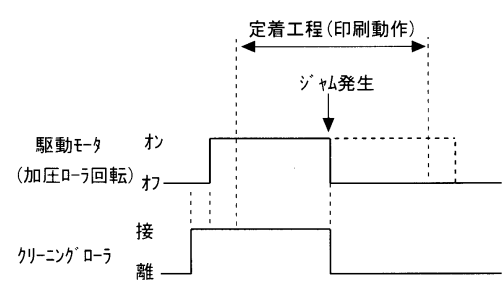 定着工程(印刷動作)
ジャム発生
駆動モータ
(加圧ローラ回転)
オン
オフ
クリーニングローラ
接
離